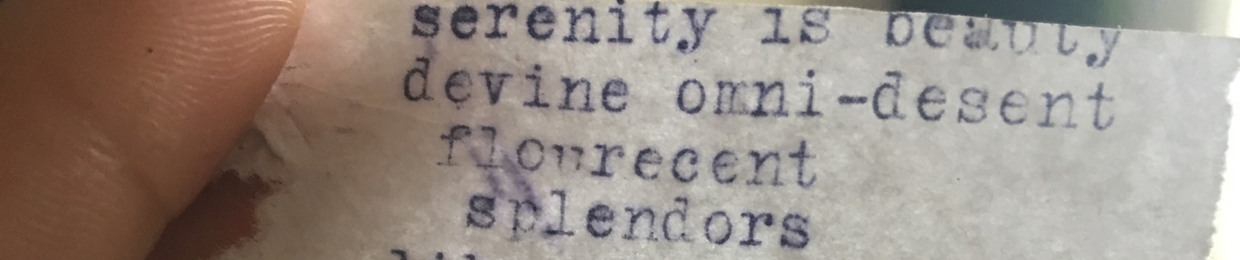 serenity is beauty
devine omni-desent
flourecent
splendors